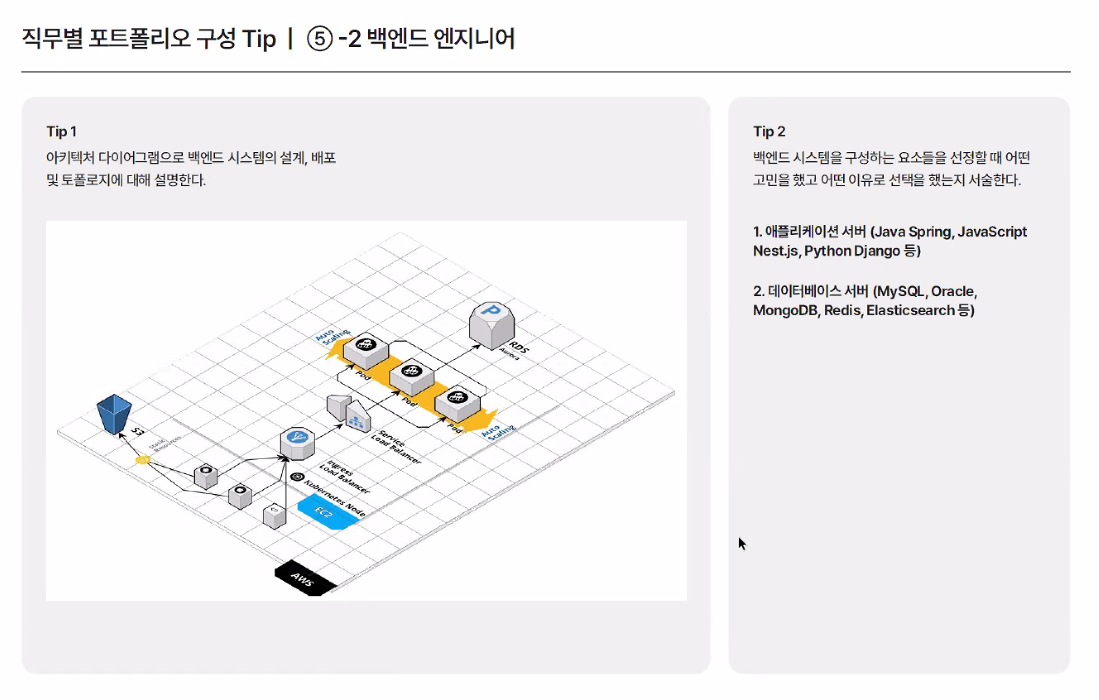 직무별 포트폴리오 구성 Tip | ⑤ -2 백엔드 엔지니어
Tip 1
아키텍처 다이어그램으로 백엔드 시스템의 설계, 배포
및 토폴로지에 대해 설명한다.
Auto
Scaling
Pod
Pod
Pod
Auto
Scaling
RDS
Aurora
S3
Static
Resources
Service
Load Balancer
Ingress
Load Balancer
Kubernetes Node
EC2
AWS
Tip 2
백엔드 시스템을 구성하는 요소들을 선정할 때 어떤
고민을 했고 어떤 이유로 선택을 했는지 서술한다.
1. 애플리케이션 서버 (Java Spring, JavaScript
Nest.js, Python Django 등)
2. 데이터베이스 서버 (MySQL, Oracle,
MongoDB, Redis, Elasticsearch 등)